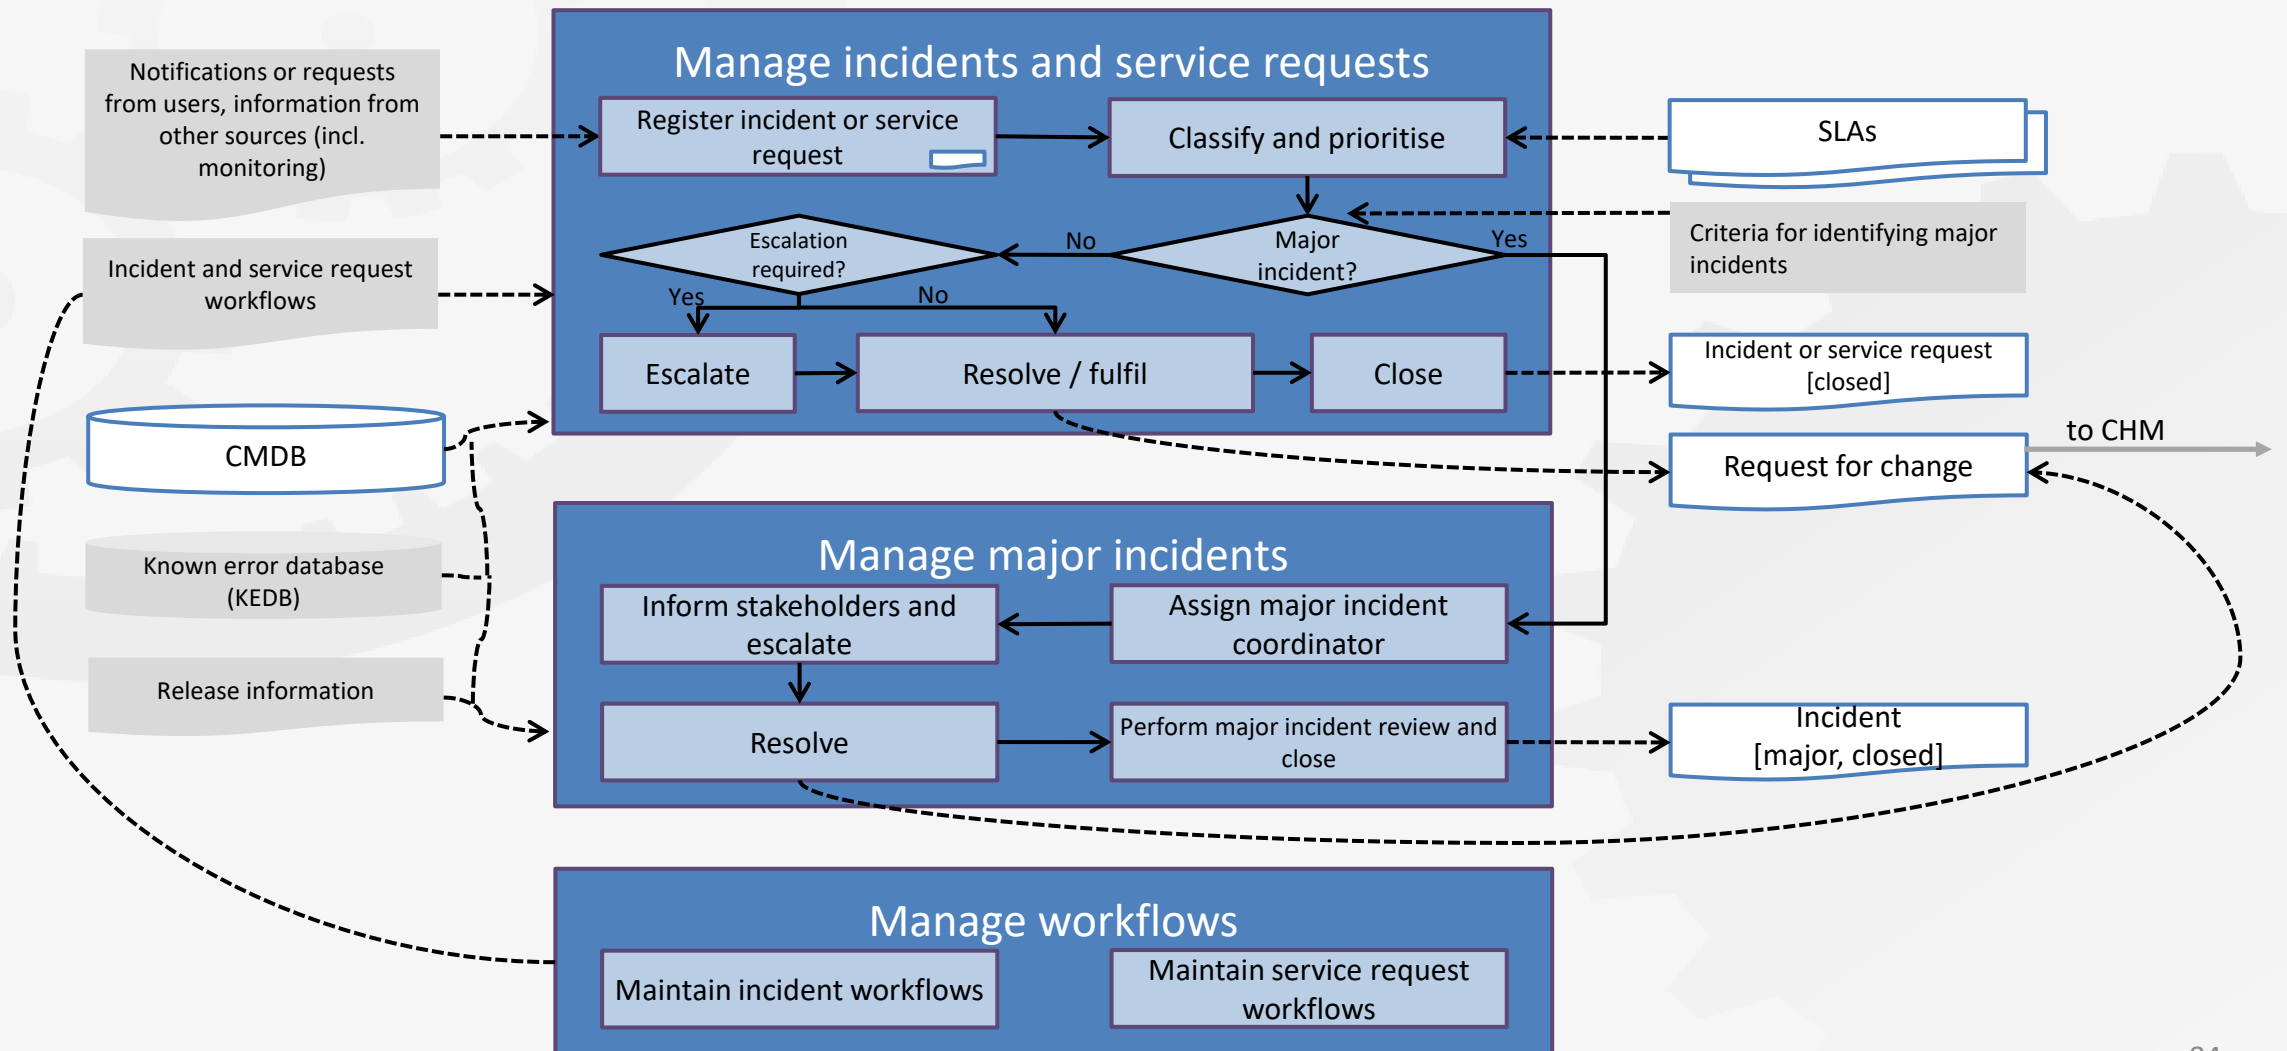 Manage incidents and service requests
Notifications or requests
from users, information from
other sources (incl.
monitoring)
Register incident or service
request
Classify and prioritise
SLAs
Criteria for identifying major
incidents
Major
incident?
Yes
No
Escalation
required?
Yes
No
Incident and service request
workflows
Escalate
Resolve / fulfil
Close
Incident or service request
[closed]
CMDB
Request for change
to CHM
Manage major incidents
Known error database
(KEDB)
Inform stakeholders and
escalate
Assign major incident
coordinator
Release information
Resolve
Perform major incident review and
close
Incident
[major, closed]
Manage workflows
Maintain incident workflows
Maintain service request
workflows